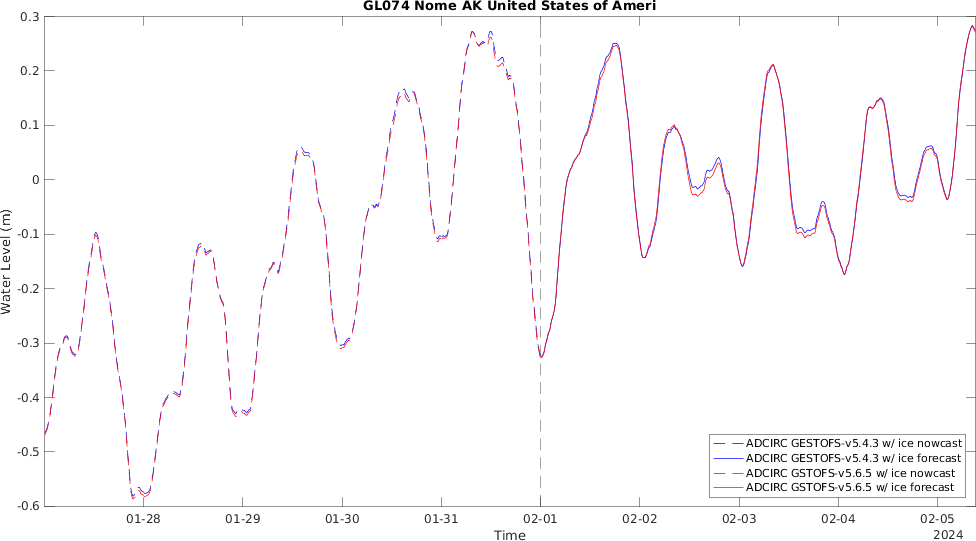 GL074 Nome AK United States of Ameri
0.3
0.2
0.1
0
-0.1
-0.2
-0.3
-0.4
-0.5
-0.6
Water Level (m)
01-28 01-29 01-30 01-31 02-01 02-02 02-03 02-04 02-05
Time
2024
ADCIRC GESTOFS-v5.4.3 w/ ice nowcast
ADCIRC GESTOFS-v5.4.3 w/ ice forecast
ADCIRC GSTOFS-v5.6.5 w/ ice nowcast
ADCIRC GSTOFS-v5.6.5 w/ ice forecast